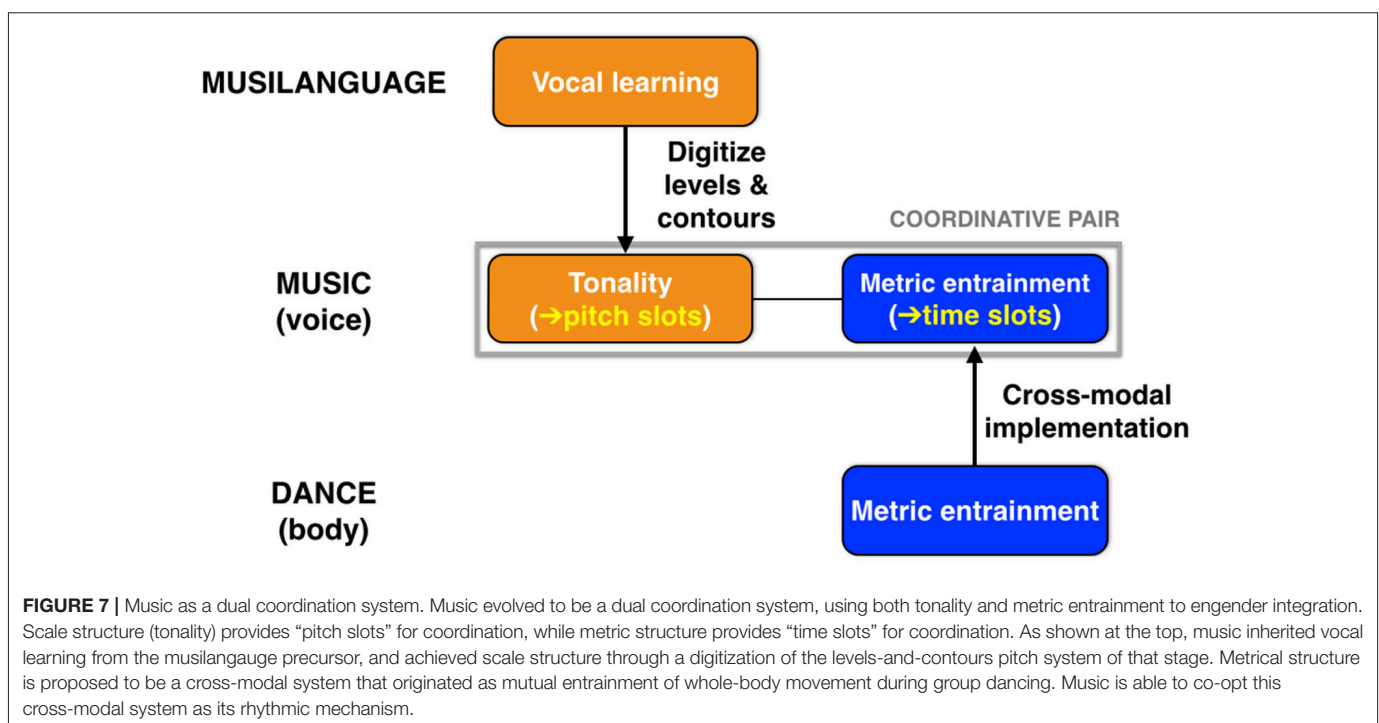 MUSILANGUAGE
Vocal learning
Digitize
levels &
contours
COORDINATIVE PAIR
MUSIC
(voice)
Tonality
(➔pitch slots)
Metric entrainment
(➔time slots)
Cross-modal
implementation
DANCE
(body)
Metric entrainment
FIGURE 7 | Music as a dual coordination system. Music evolved to be a dual coordination system, using both tonality and metric entrainment to engender integration.
Scale structure (tonality) provides “pitch slots” for coordination, while metric structure provides “time slots” for coordination. As shown at the top, music inherited vocal
learning from the musilangauge precursor, and achieved scale structure through a digitization of the levels-and-contours pitch system of that stage. Metrical structure
is proposed to be a cross-modal system that originated as mutual entrainment of whole-body movement during group dancing. Music is able to co-opt this
cross-modal system as its rhythmic mechanism.